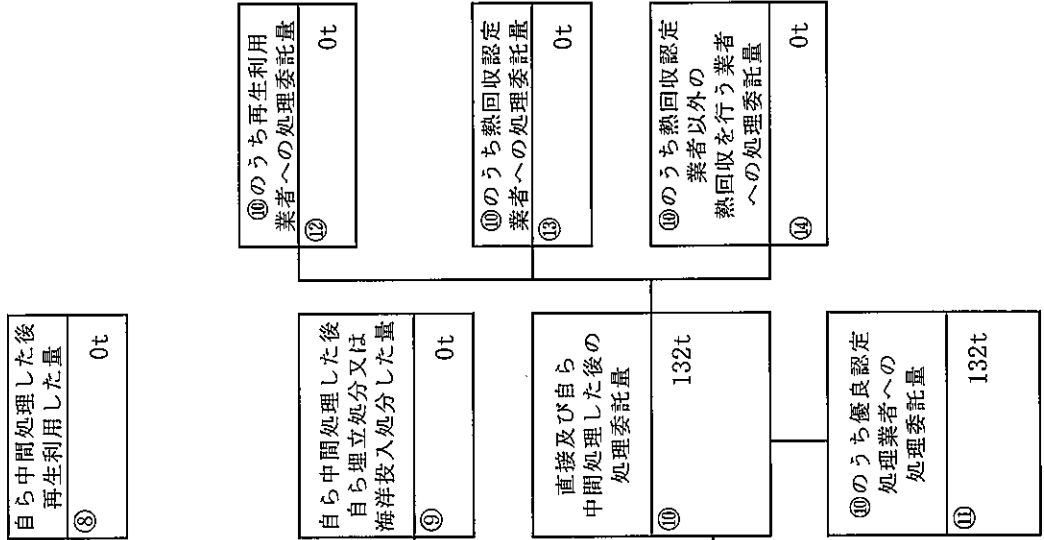 自ら中間処理した後
再生利用した量
⑧
0t
自ら中間処理した後
自ら埋立処分又は
海洋投入処分した量
⑨
0t
直接及び自ら
中間処理した後の
処理委託量
⑩
132t
⑩のうち優良認定
処理業者への
処理委託量
⑪
132t
⑩のうち再生利用
業者への処理委託量
⑫
0t
⑩のうち熱回収認定
業者への処理委託量
⑬
0t
⑩のうち熱回収認定
業者以外の
熱回収を行う業者
への処理委託量
⑭
0t